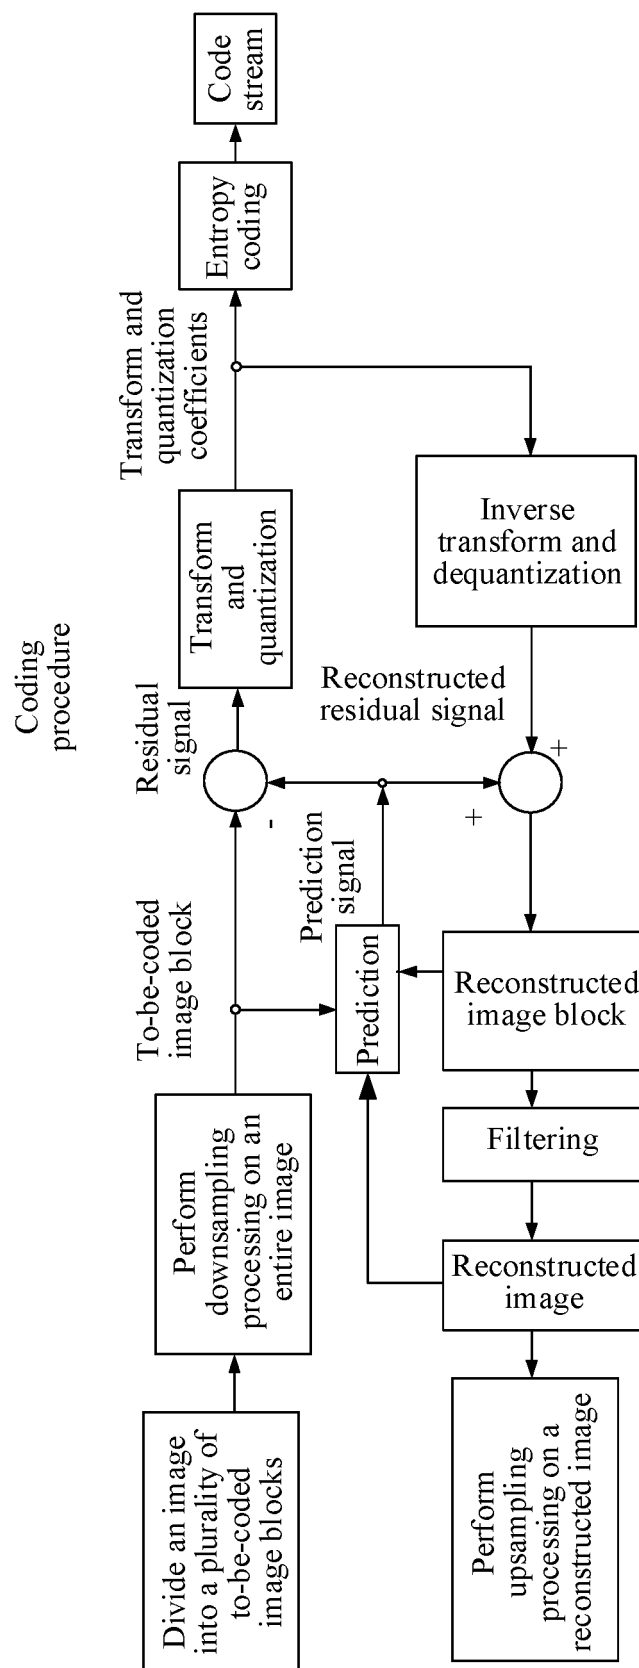 Coding
procedure
Divide an image
into a plurality of
to-be-coded
image blocks
Perform
downsampling
processing on an
entire image
To-be-coded
image block
-
Residual
signal
Transform
and
quantization
Transform and
quantization
coefficients
Entropy
coding
Code
stream
Inverse
transform and
dequantization
Reconstructed
residual signal
+
+
Prediction
signal
Prediction
Reconstructed
image block
Filtering
Reconstructed
image
Perform
upsampling
processing on a
reconstructed image